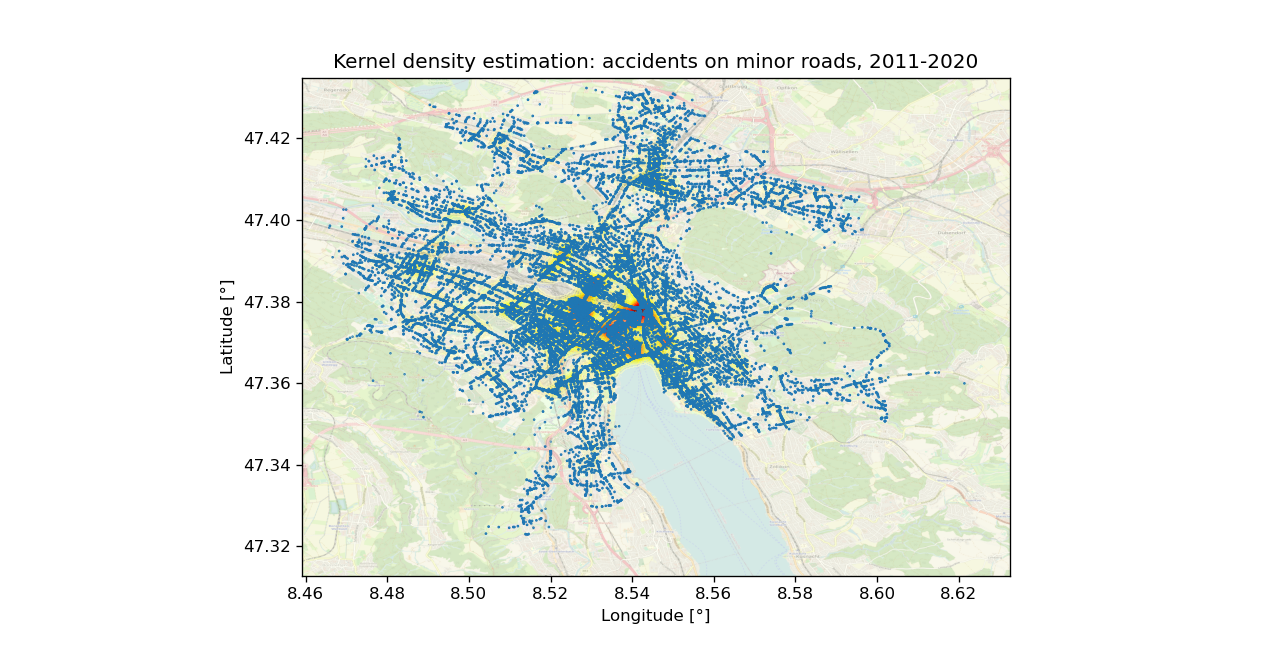 Kernel density estimation: accidents on minor roads, 2011-2020
47.42
47.40
47.38
47.36
47.34
47.32
Latitude [°]
8.46 8.48 8.50 8.52 8.54 8.56 8.58 8.60 8.62
Longitude [°]